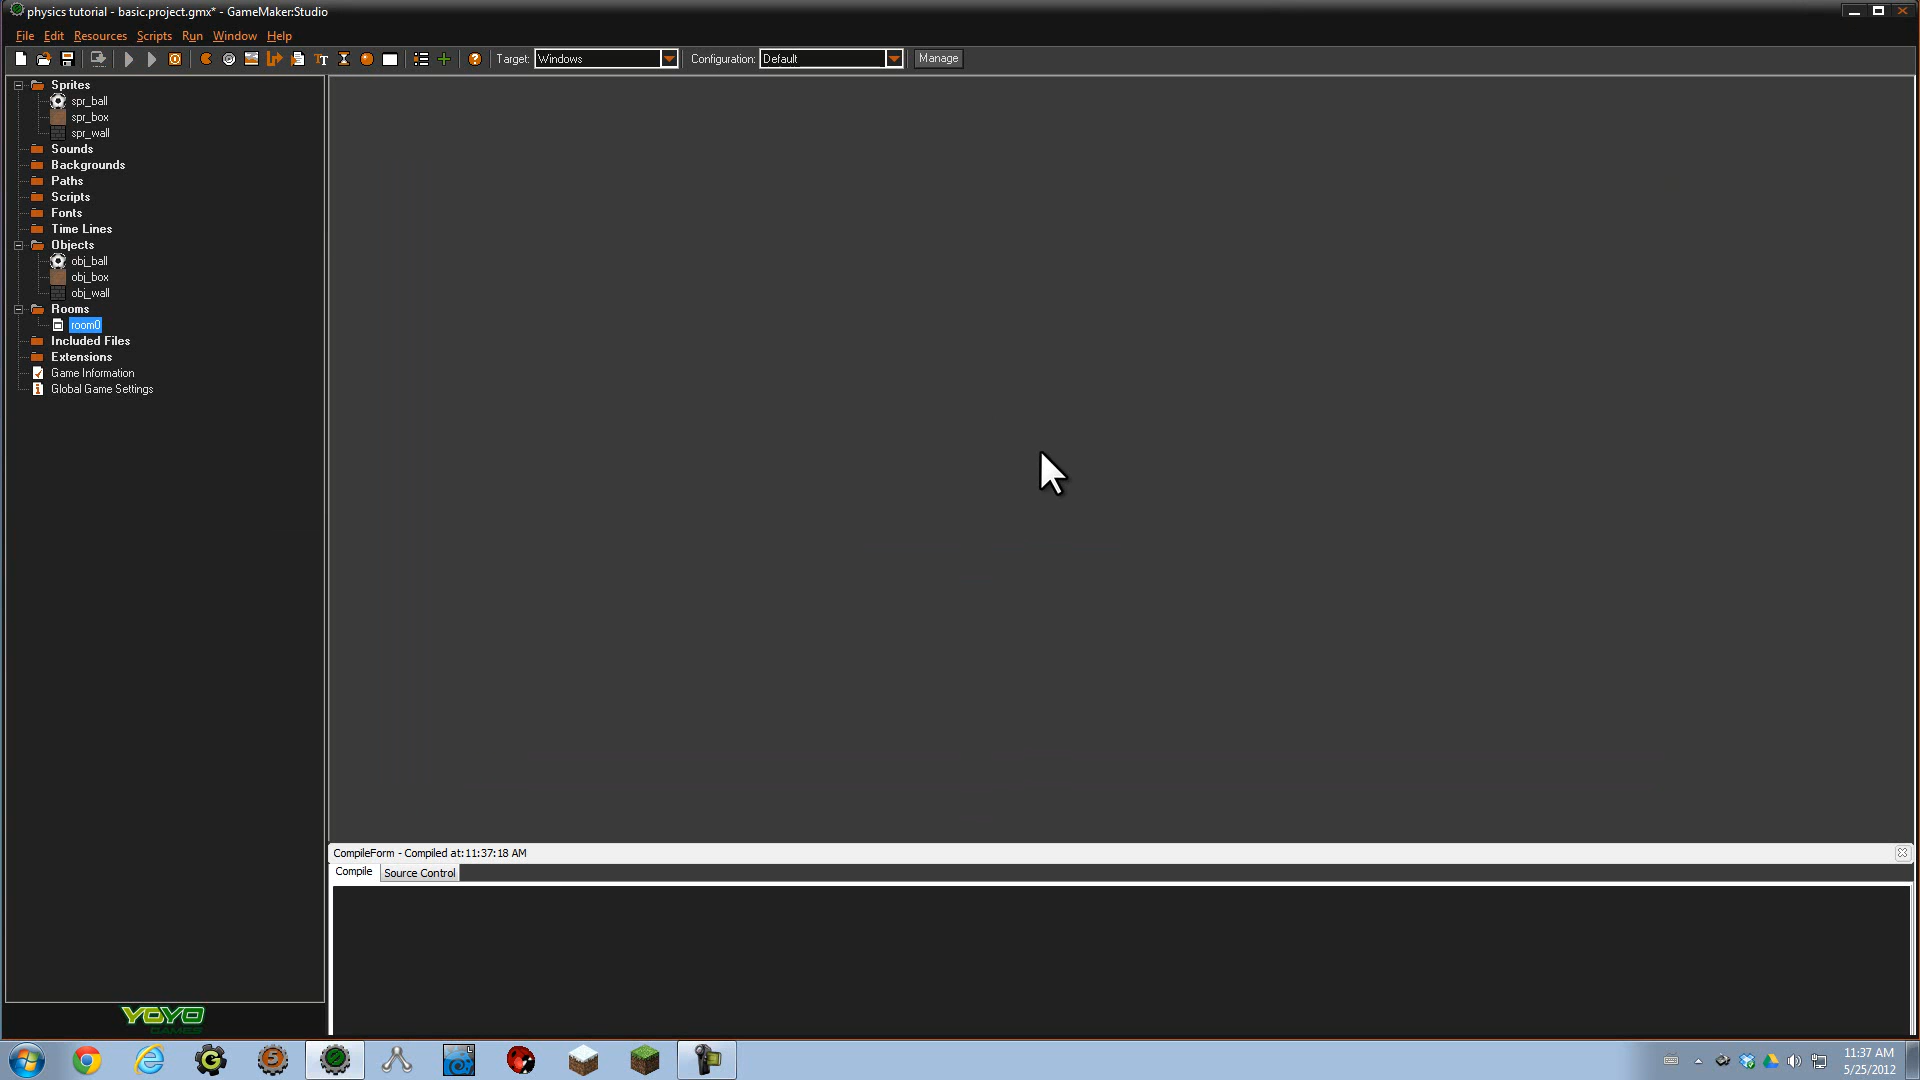 physics tutorial - basic.project.gmx* - GameMaker:Studio
File Edit Resources Scripts Run Window Help
Target: Windows Configuration: Default Manage
Sprites
spr_ball
spr_box
spr_wall
Sounds
Backgrounds
Paths
Scripts
Fonts
Time Lines
Objects
obj_ball
obj_box
obj_wall
Rooms
room0
Included Files
Extensions
Game Information
Global Game Settings
CompileForm - Compiled at:11:37:18 AM
Compile Source Control
YOYO
GAMES
11:37 AM
5/25/2012